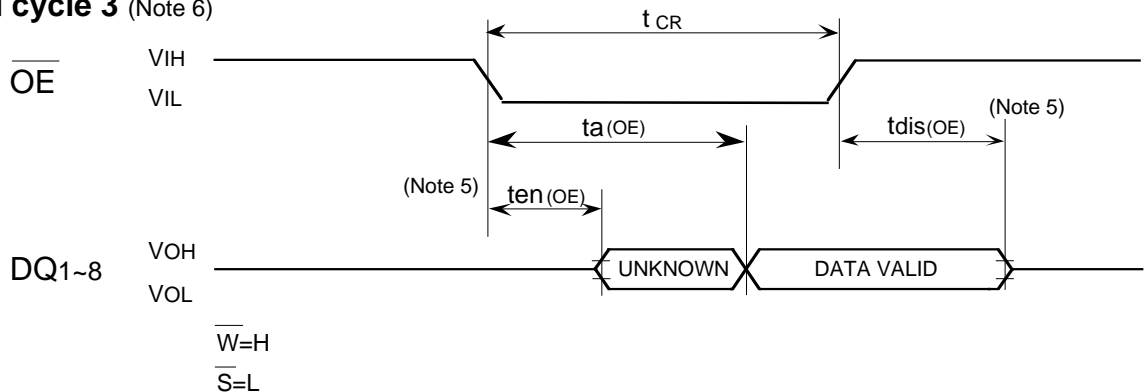 cycle 3 (Note 6)
t CR
OE
VIH
VIL
(Note 5)
ta(OE)
tdis(OE)
(Note 5)
ten(OE)
DQ1~8
VOH
VOL
UNKNOWN
DATA VALID
W=H
S=L